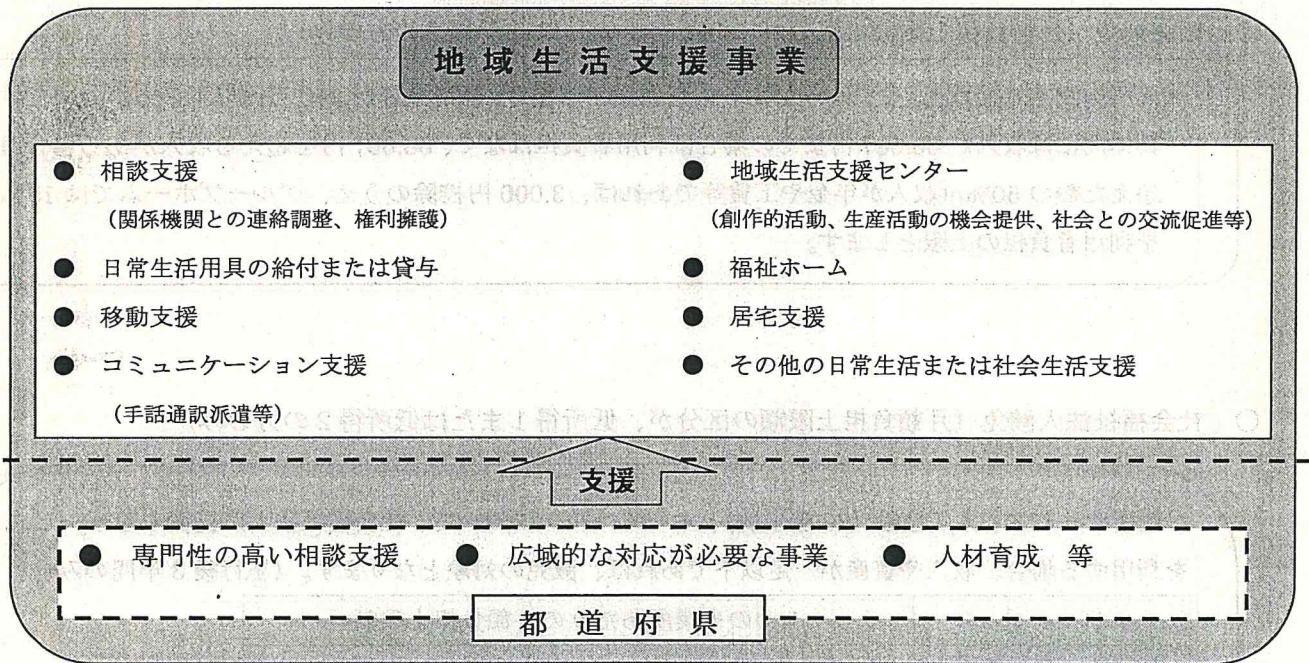 地域生活支援事業
● 相談支援
(関係機関との連絡調整、権利擁護)
● 日常生活用具の給付または貸与
● 移動支援
● コミュニケーション支援
(手話通訳派遣等)
● 地域生活支援センター
(創作的活動、生産活動の機会提供、社会との交流促進等)
● 福祉ホーム
● 居宅支援
● その他の日常生活または社会生活支援
支援
● 専門性の高い相談支援 ● 広域的な対応が必要な事業 ● 人材育成 等
都道府県